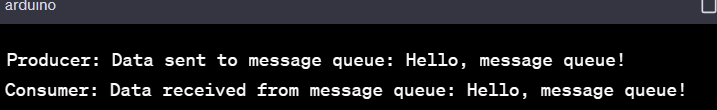 arduino
Producer: Data sent to message queue: Hello, message queue!
Consumer: Data received from message queue: Hello, message queue!